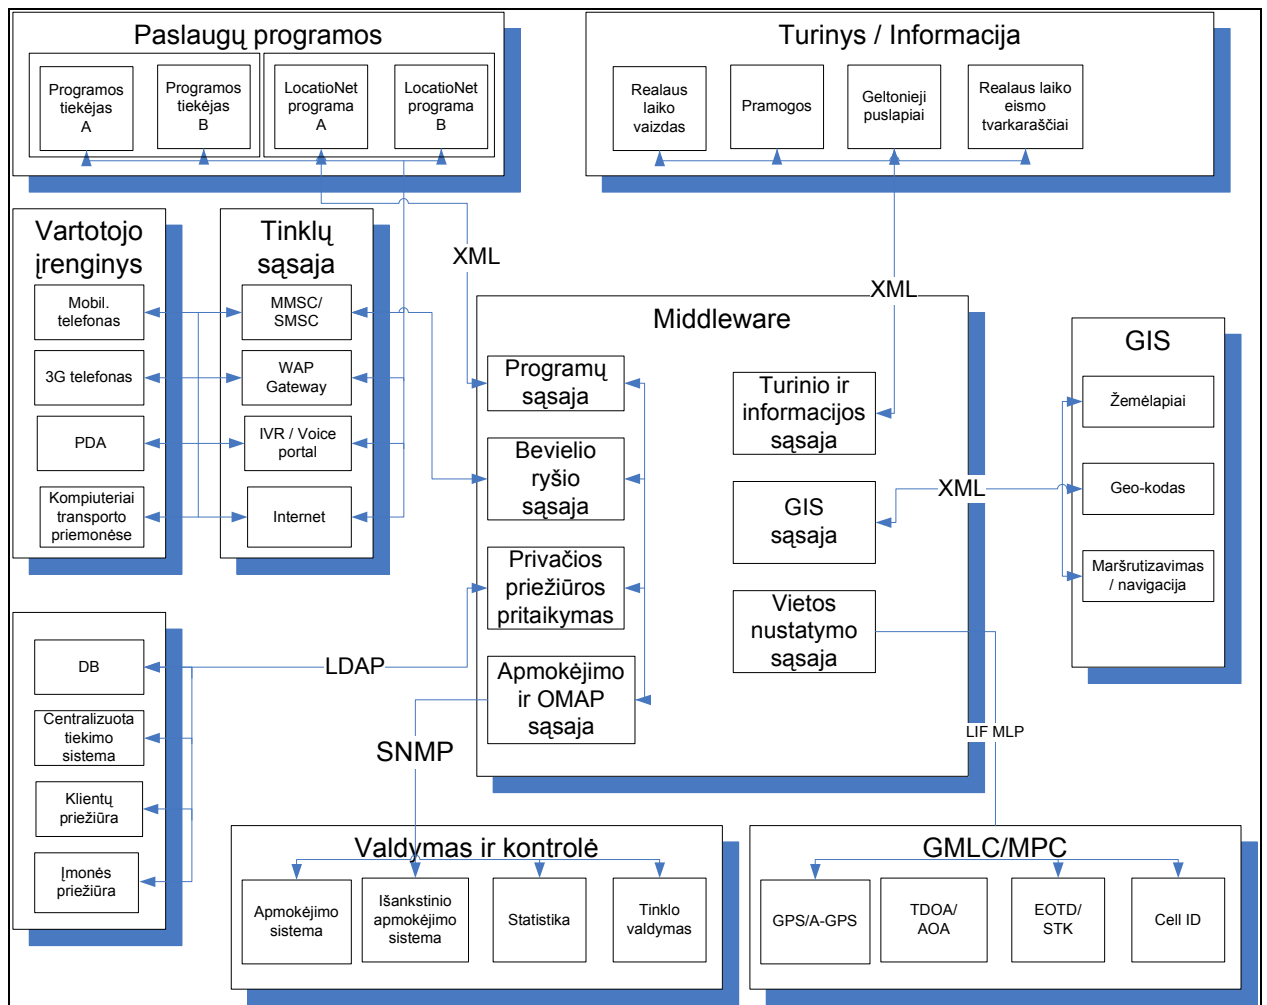 Paslaugų programos
Programos
tiekėjas
A
Programos
tiekėjas
B
LocatioNet
programa
A
LocatioNet
programa
B
Turinys / Informacija
Realaus
laiko
vaizdas
Pramogos
Geltonieji
puslapiai
Realaus laiko
eismo
tvarkaraščiai
Vartotojo
įrenginys
Mobil.
telefonas
3G telefonas
PDA
Kompiuteriai
transporto
priemonėse
Tinklų
sąsaja
MMSC/
SMSC
WAP
Gateway
IVR / Voice
portal
Internet
XML
XML
Middleware
Programų
sąsaja
Bevielio
ryšio
sąsaja
Privačios
priežiūros
pritaikymas
Apmokėjimo
ir OMAP
sąsaja
Turinio ir
informacijos
sąsaja
GIS
sąsaja
Vietos
nustatymo
sąsaja
XML
GIS
Žemėlapiai
Geo-kodas
Maršrutizavimas
/ navigacija
DB
Centralizuota
tiekimo
sistema
Klientų
priežiūra
Įmonės
priežiūra
LDAP
SNMP
LIF MLP
Valdymas ir kontrolė
Apmokėjimo
sistema
Išankstinio
apmokėjimo
sistema
Statistika
Tinklo
valdymas
GMLC/MPC
GPS/A-GPS
TDOA/
AOA
EOTD/
STK
Cell ID